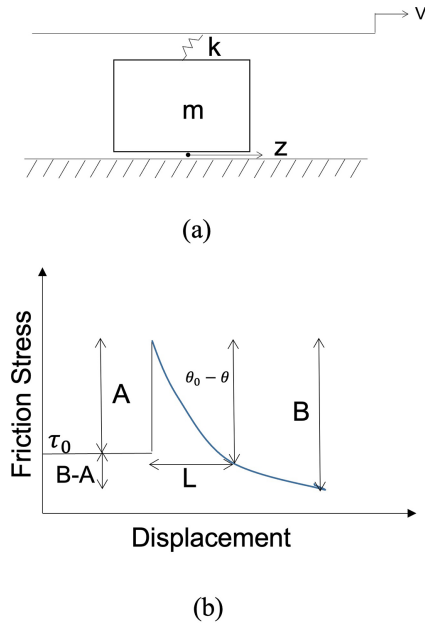 V
k
m
z
(a)
Friction Stress
A
θ₀ − θ
B
τ₀
B-A
L
Displacement
(b)